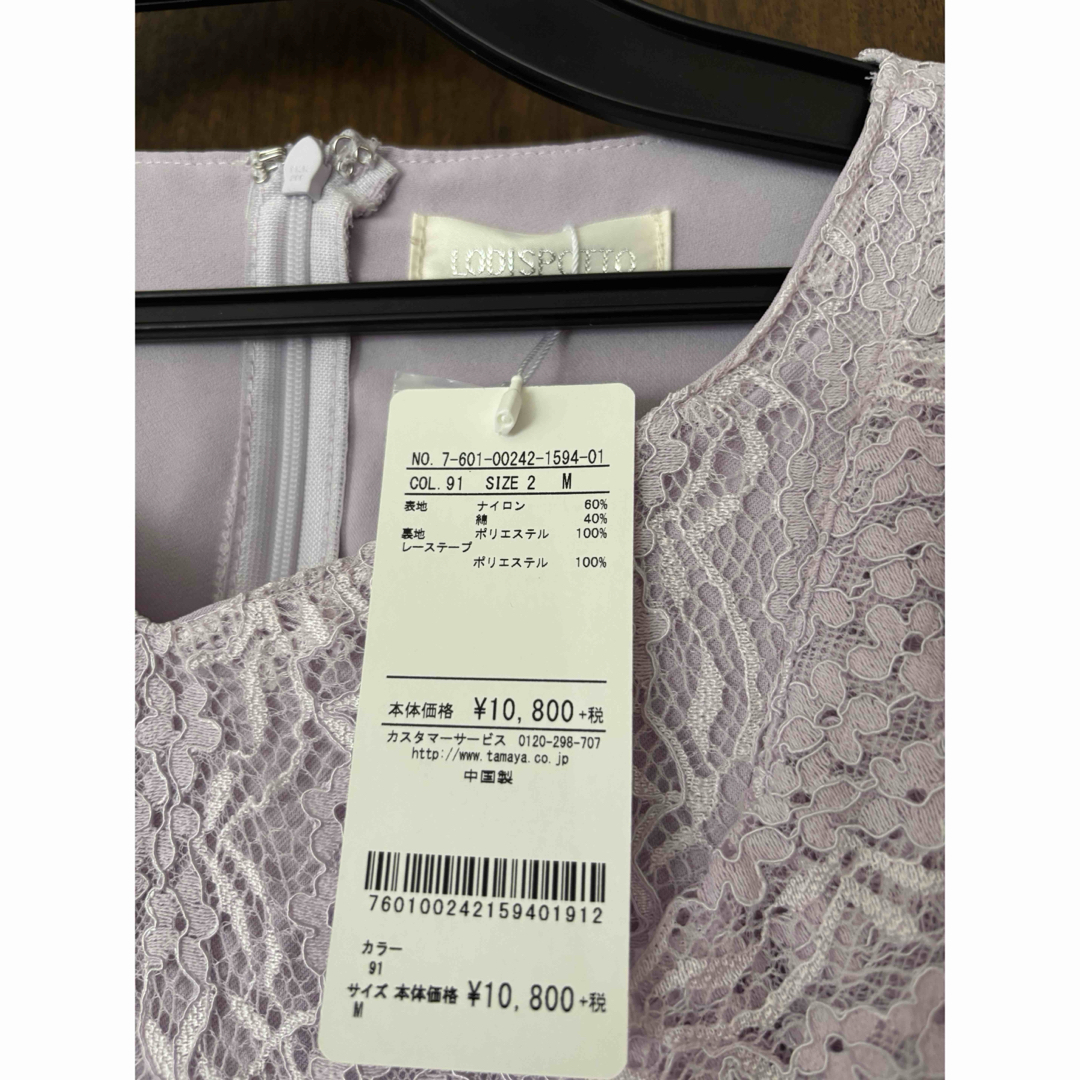 LODISPOTTO
NO. 7-601-00242-1594-01
COL. 91 SIZE 2 M
表地 ナイロン 60%
綿 40%
裏地 ポリエステル 100%
レーステープ
ポリエステル 100%
本体価格 ¥10,800+税
カスタマーサービス 0120-298-707
http://www.tamaya.co.jp
中国製
760100242159401912
カラー
91
サイズ 本体価格 ¥10,800+税
M